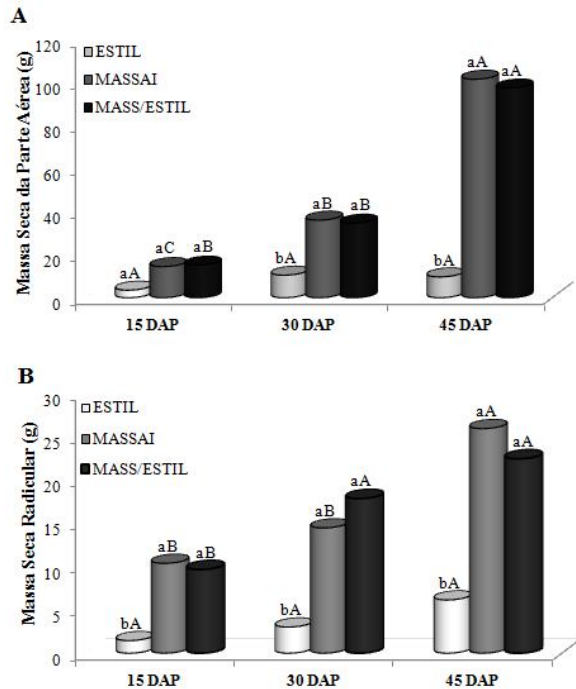 A
Massa Seca da Parte Aérea (g)
120
100
80
60
40
20
0
ESTIL
MASSAI
MASS/ESTIL
aA
aC
aB
bA
aB
aB
bA
aA
aA
15 DAP
30 DAP
45 DAP
B
Massa Seca Radicular (g)
30
25
20
15
10
5
0
ESTIL
MASSAI
MASS/ESTIL
bA
aB
aB
bA
aB
aA
bA
aA
aA
15 DAP
30 DAP
45 DAP